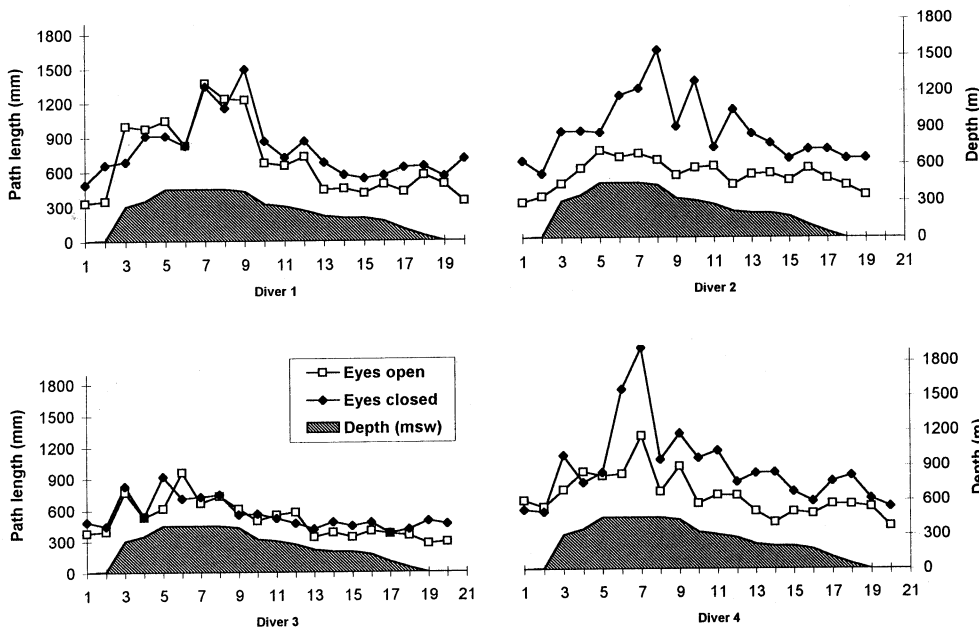 Path length (mm)
1800
1500
1200
900
600
300
0
1 3 5 7 9 11 13 15 17 19
Diver 1
1800
1500
1200
900
600
300
0
Depth (m)
1 3 5 7 9 11 13 15 17 19 21
Diver 2
Path length (mm)
1800
1500
1200
900
600
300
0
1 3 5 7 9 11 13 15 17 19 21
Diver 3
Eyes open
Eyes closed
Depth (msw)
1800
1500
1200
900
600
300
0
Depth (m)
1 3 5 7 9 11 13 15 17 19 21
Diver 4